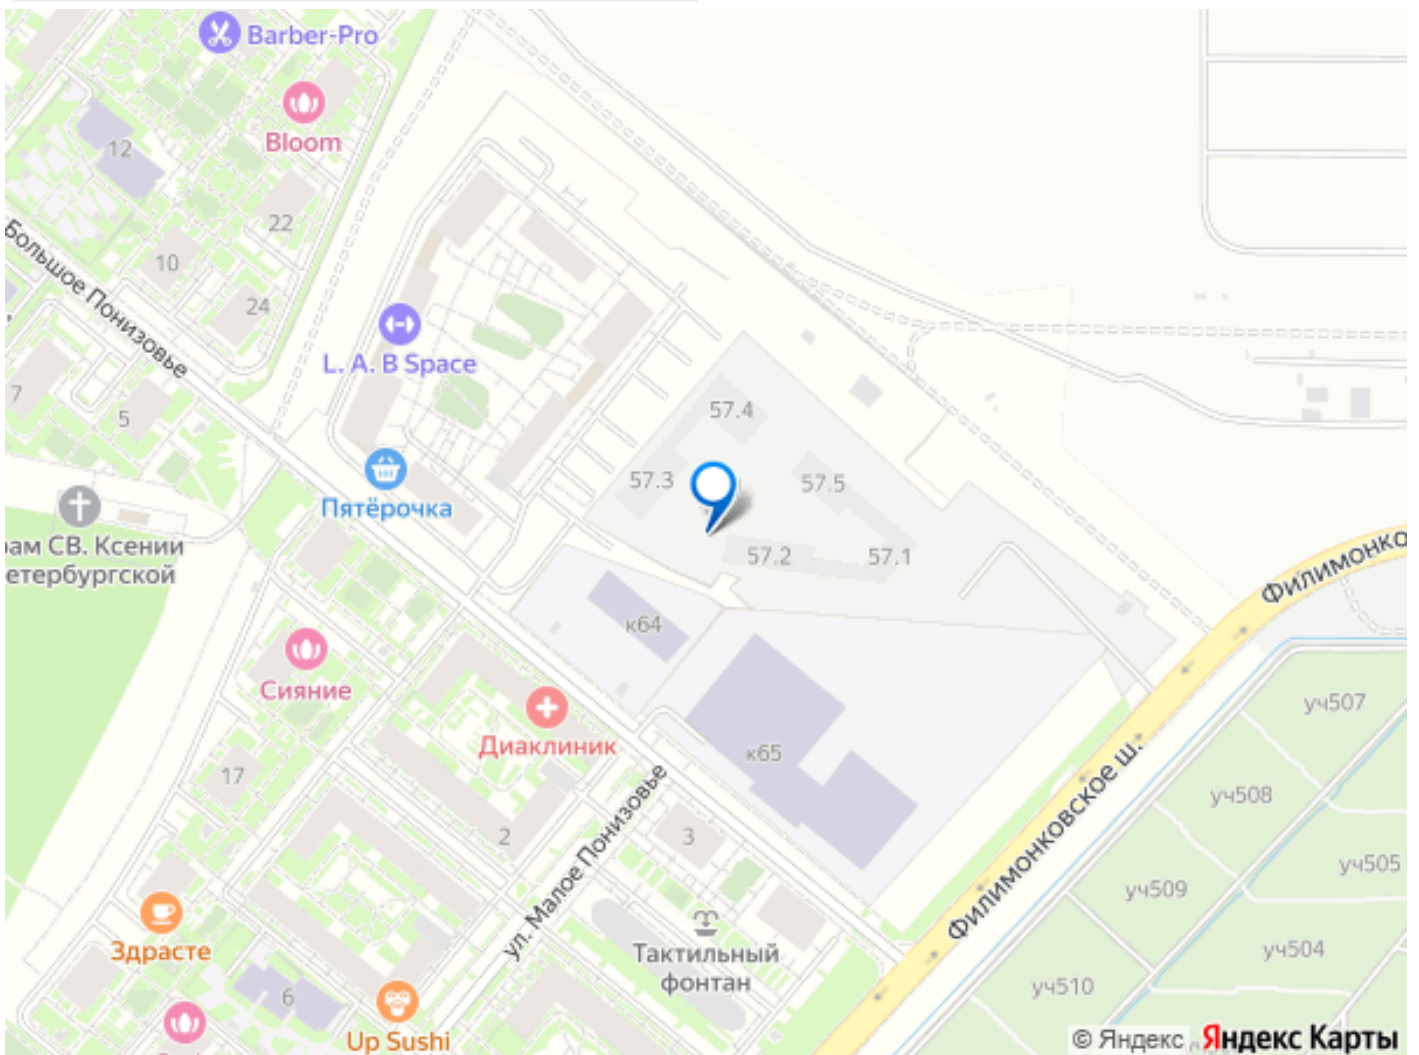 Barber-Pro
Bloom
12
22
10
24
Большое Понизовье
7
5
L. A. B Space
Пятёрочка
57.4
57.3
57.5
57.2
57.1
рам СВ. Ксении
етербургской
Филимонко
к64
Сияние
Диаклиник
17
2
ул. Малое Понизовье
3
к65
Филимонковское ш.
уч507
уч508
уч505
уч509
уч504
уч510
Здрасте
Тактильный
фонтан
6
Up Sushi
© Яндекс
Яндекс Карты